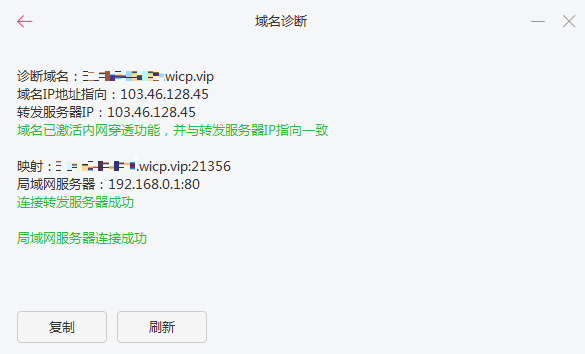 域名诊断
诊断域名：.wicp.vip
域名IP地址指向：103.46.128.45
转发服务器IP：103.46.128.45
域名已激活内网穿透功能，并与转发服务器IP指向一致
映射：.wicp.vip:21356
局域网服务器：192.168.0.1:80
连接转发服务器成功
局域网服务器连接成功
复制
刷新